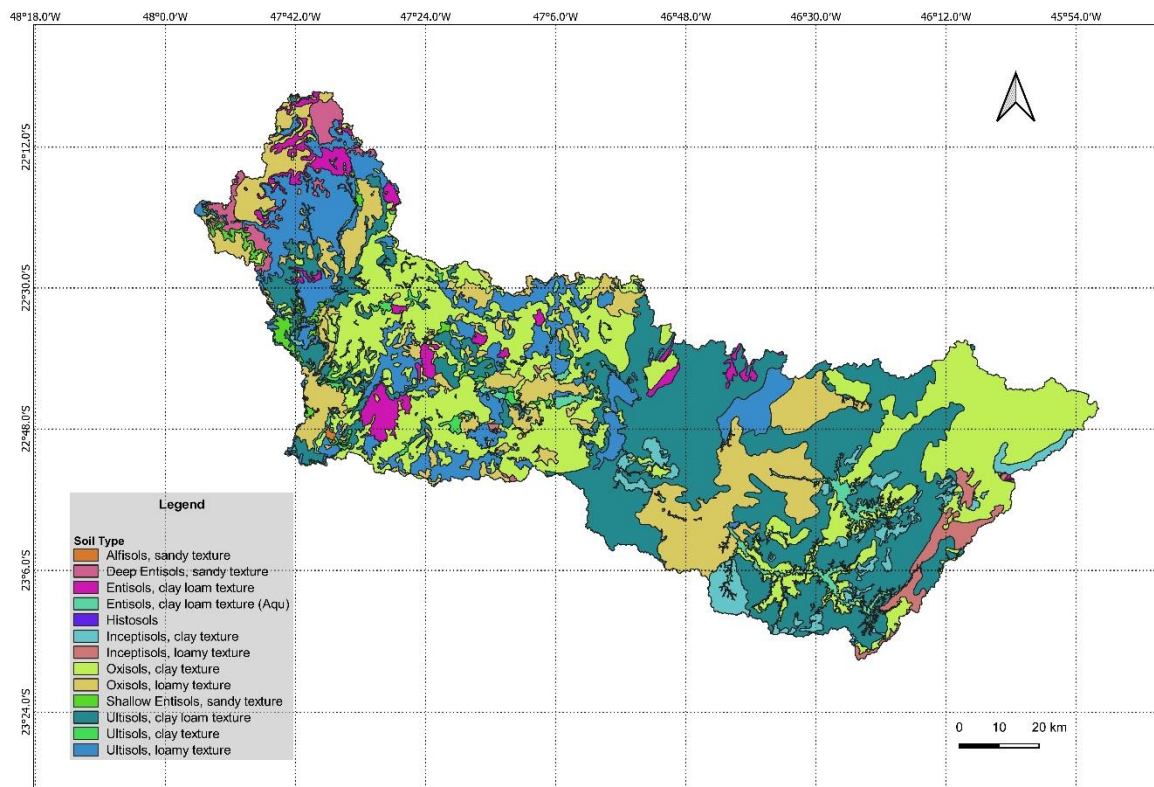 48°18.0'W 48°0.0'W 47°42.0'W 47°24.0'W 47°6.0'W 46°48.0'W 46°30.0'W 46°12.0'W 45°54.0'W
22°12.0'S
22°30.0'S
22°48.0'S
23°6.0'S
23°24.0'S
Legend
Soil Type
Alfisols, sandy texture
Deep Entisols, sandy texture
Entisols, clay loam texture
Entisols, clay loam texture (Aqu)
Histosols
Inceptisols, clay texture
Inceptisols, loamy texture
Oxisols, clay texture
Oxisols, loamy texture
Shallow Entisols, sandy texture
Ultisols, clay loam texture
Ultisols, clay texture
Ultisols, loamy texture
0 10 20 km